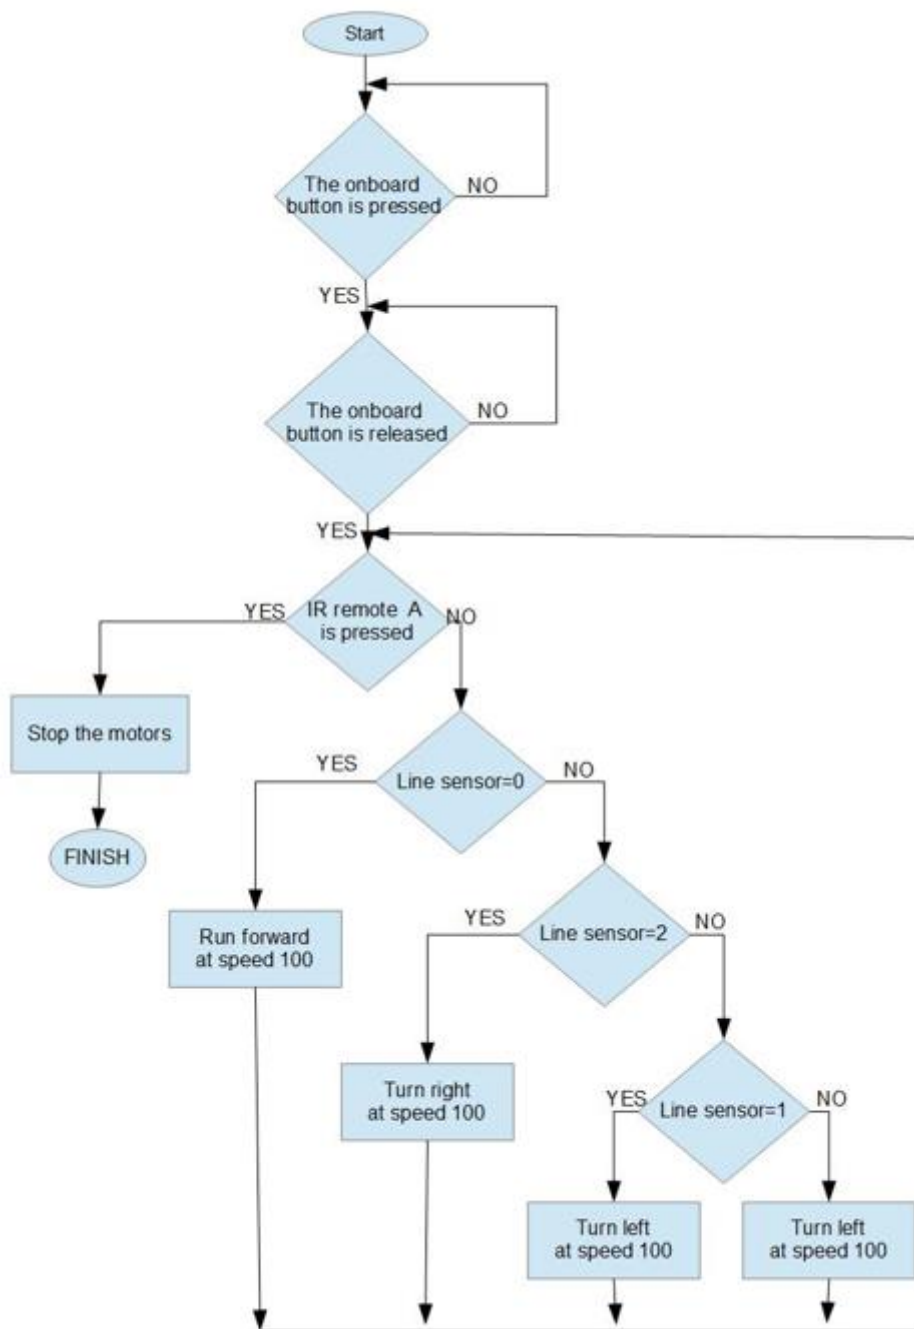 Start
The onboard
button is pressed
NO
YES
The onboard
button is released
NO
YES
IR remote A
is pressed
YES
NO
Stop the motors
FINISH
Line sensor=0
YES
NO
Run forward
at speed 100
Line sensor=2
YES
NO
Turn right
at speed 100
Line sensor=1
YES
NO
Turn left
at speed 100
Turn left
at speed 100